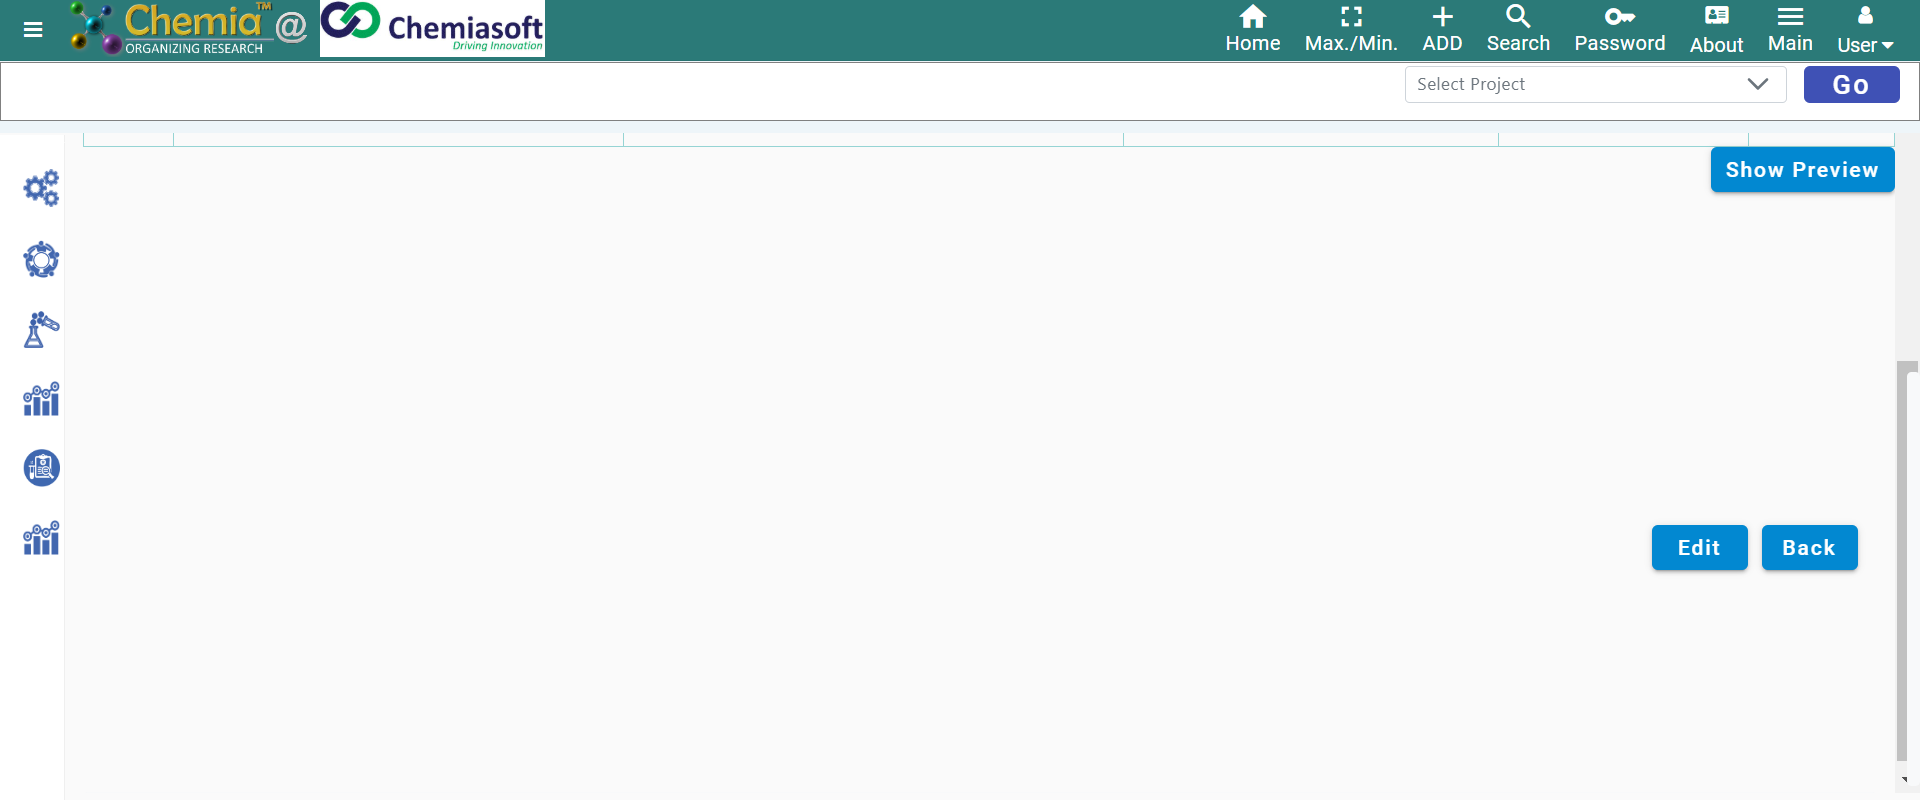 Chemia™
ORGANIZING RESEARCH
@
Chemiasoft
Driving Innovation
Home
Max./Min.
ADD
Search
Password
About
Main
User
Select Project
Go
Show Preview
Edit
Back